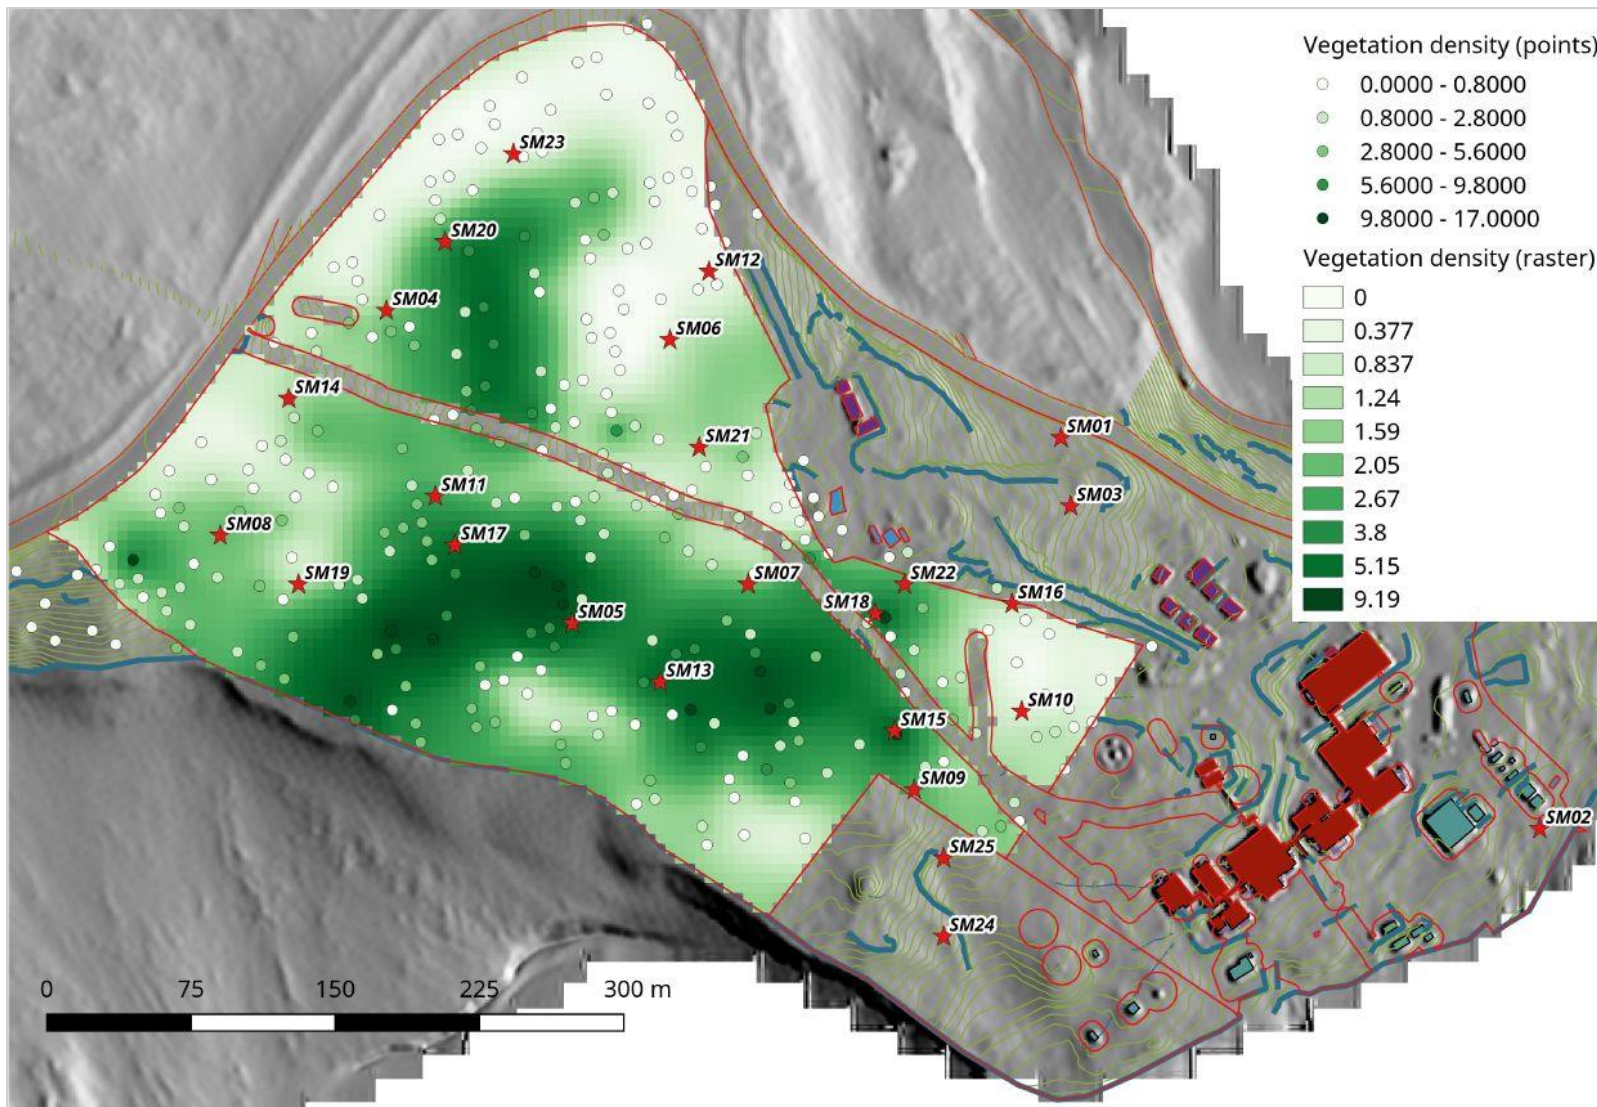 Vegetation density (points)
0.0000 - 0.8000
0.8000 - 2.8000
2.8000 - 5.6000
5.6000 - 9.8000
9.8000 - 17.0000
Vegetation density (raster)
0
0.377
0.837
1.24
1.59
2.05
2.67
3.8
5.15
9.19
SM23
SM20
SM12
SM04
SM06
SM14
SM21
SM01
SM11
SM03
SM08
SM17
SM19
SM07
SM22
SM18
SM16
SM05
SM13
SM10
SM15
SM09
SM02
SM25
SM24
0 75 150 225 300 m